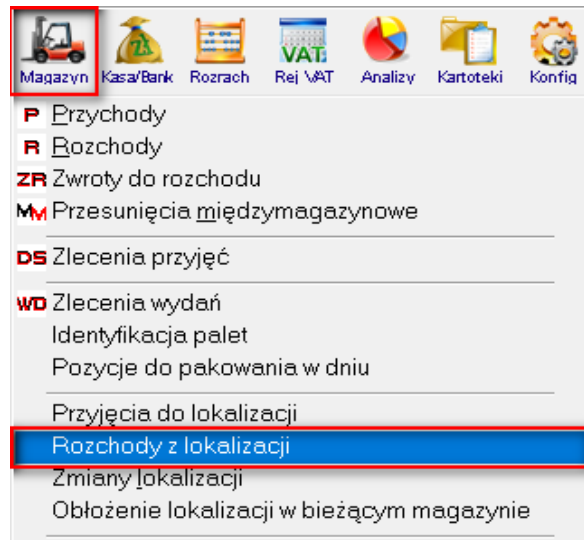 VAT
Magazyn Kasa/Bank Rozrach Rej VAT Analizy Kartoteki Konfig
P Przychody
R Rozchody
ZR Zwroty do rozchodu
MM Przesunięcia międzymagazynowe
DS Zlecenia przyjęć
WD Zlecenia wydań
Identyfikacja palet
Pozycje do pakowania w dniu
Przyjęcia do lokalizacji
Rozchody z lokalizacji
Zmiany lokalizacji
Obłożenie lokalizacji w bieżącym magazynie